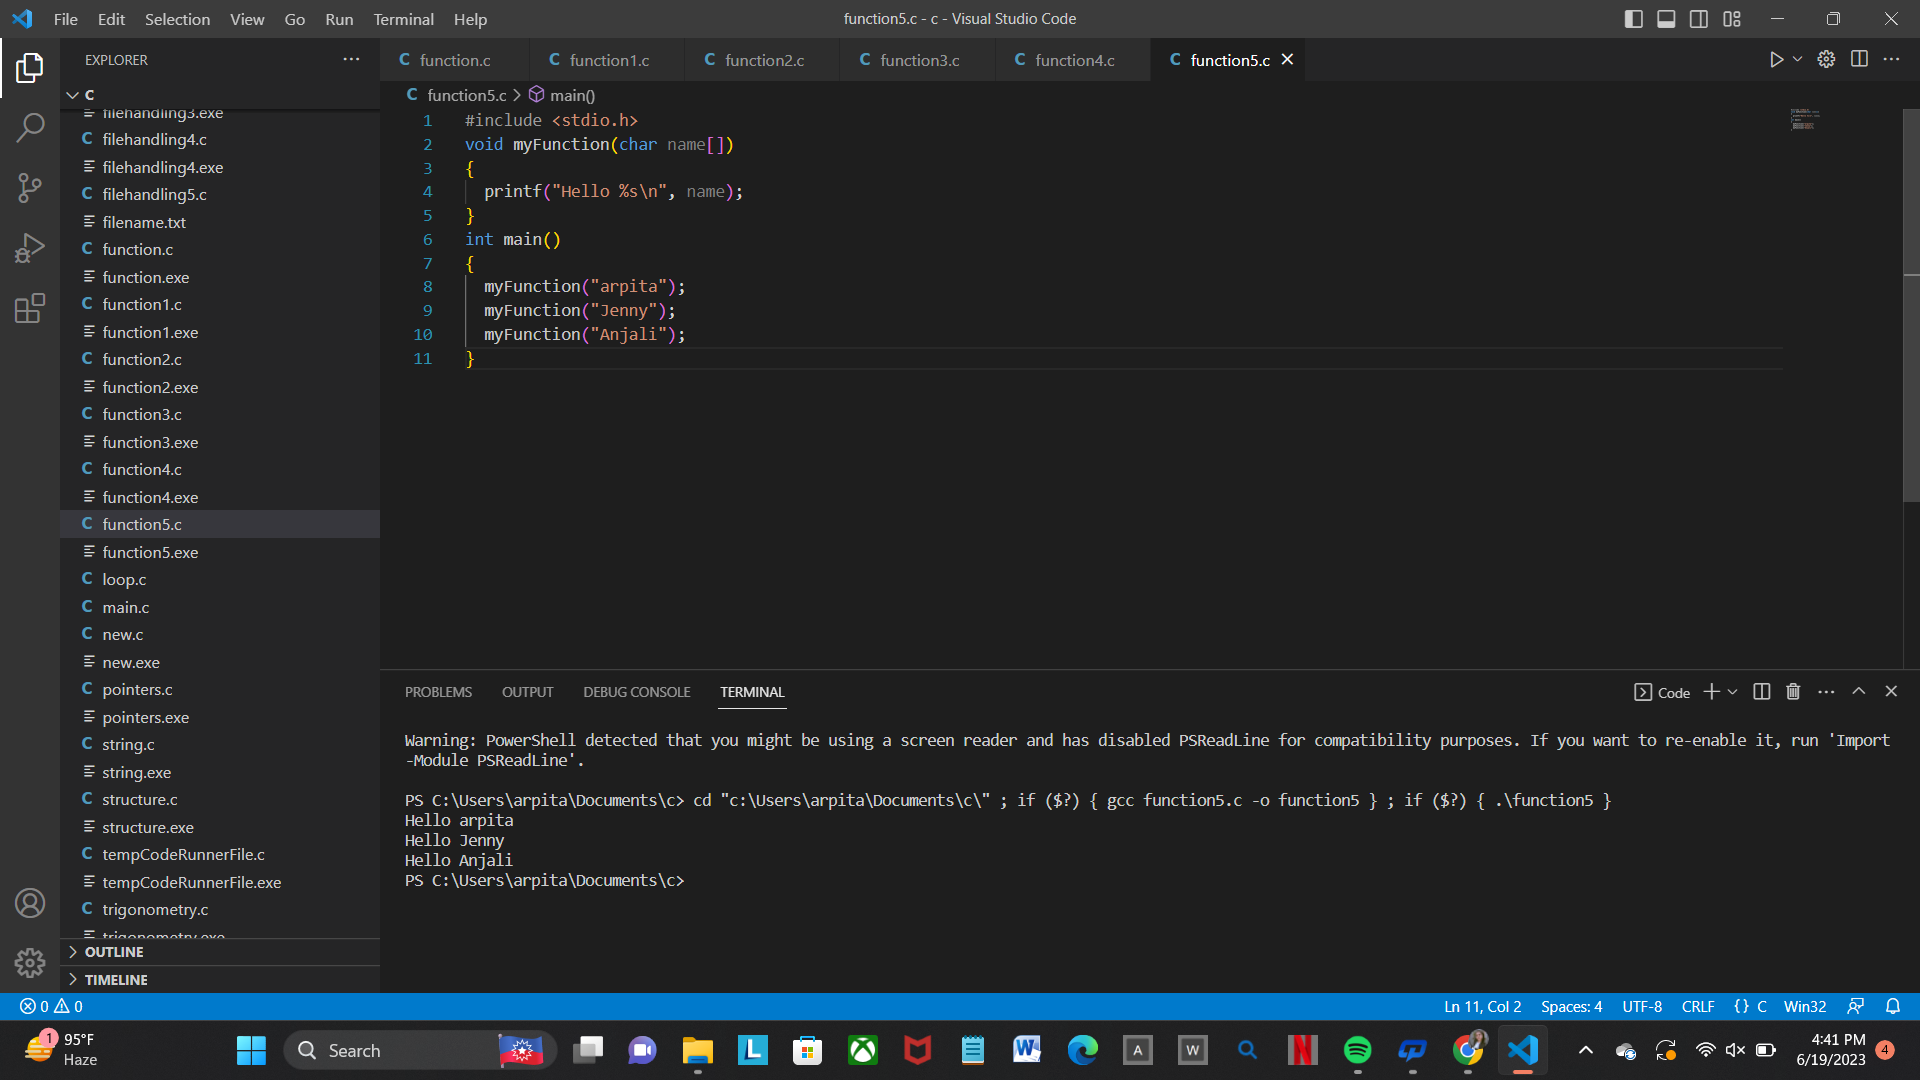 File Edit Selection View Go Run Terminal Help
function5.c - c - Visual Studio Code
EXPLORER
C
filehandling3.exe
C filehandling4.c
filehandling4.exe
C filehandling5.c
filename.txt
C function.c
function.exe
C function1.c
function1.exe
C function2.c
function2.exe
C function3.c
function3.exe
C function4.c
function4.exe
C function5.c
function5.exe
C loop.c
C main.c
C new.c
new.exe
C pointers.c
pointers.exe
C string.c
string.exe
C structure.c
structure.exe
C tempCodeRunnerFile.c
tempCodeRunnerFile.exe
C trigonometry.c
trigonometry.exe
OUTLINE
TIMELINE
C function.c C function1.c C function2.c C function3.c C function4.c C function5.c
C function5.c > main()
1 #include <stdio.h>
2 void myFunction(char name[])
3 {
4 printf("Hello %s\n", name);
5 }
6 int main()
7 {
8 myFunction("arpita");
9 myFunction("Jenny");
10 myFunction("Anjali");
11 }
PROBLEMS OUTPUT DEBUG CONSOLE TERMINAL
Code
Warning: PowerShell detected that you might be using a screen reader and has disabled PSReadLine for compatibility purposes. If you want to re-enable it, run 'Import
-Module PSReadLine'.
PS C:\Users\arpita\Documents\c> cd "c:\Users\arpita\Documents\c\" ; if ($?) { gcc function5.c -o function5 } ; if ($?) { .\function5 }
Hello arpita
Hello Jenny
Hello Anjali
PS C:\Users\arpita\Documents\c>
0 0
Ln 11, Col 2 Spaces: 4 UTF-8 CRLF {} C Win32
1
95°F
Haze
Search
L
W
A
W
N
4:41 PM
6/19/2023
4